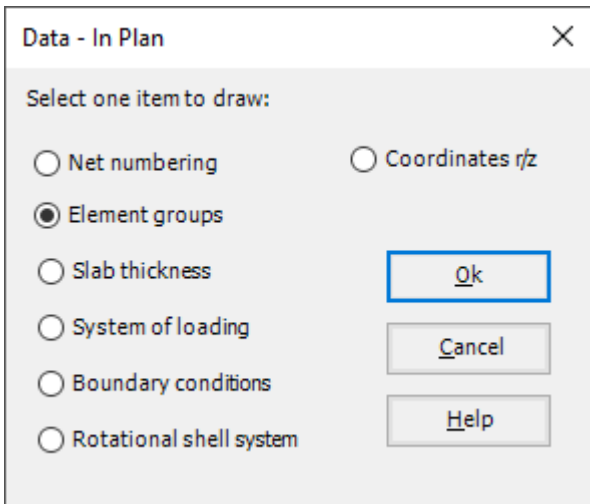 Data - In Plan
Select one item to draw:
Net numbering
Coordinates r/z
Element groups
Slab thickness
Ok
System of loading
Cancel
Boundary conditions
Help
Rotational shell system